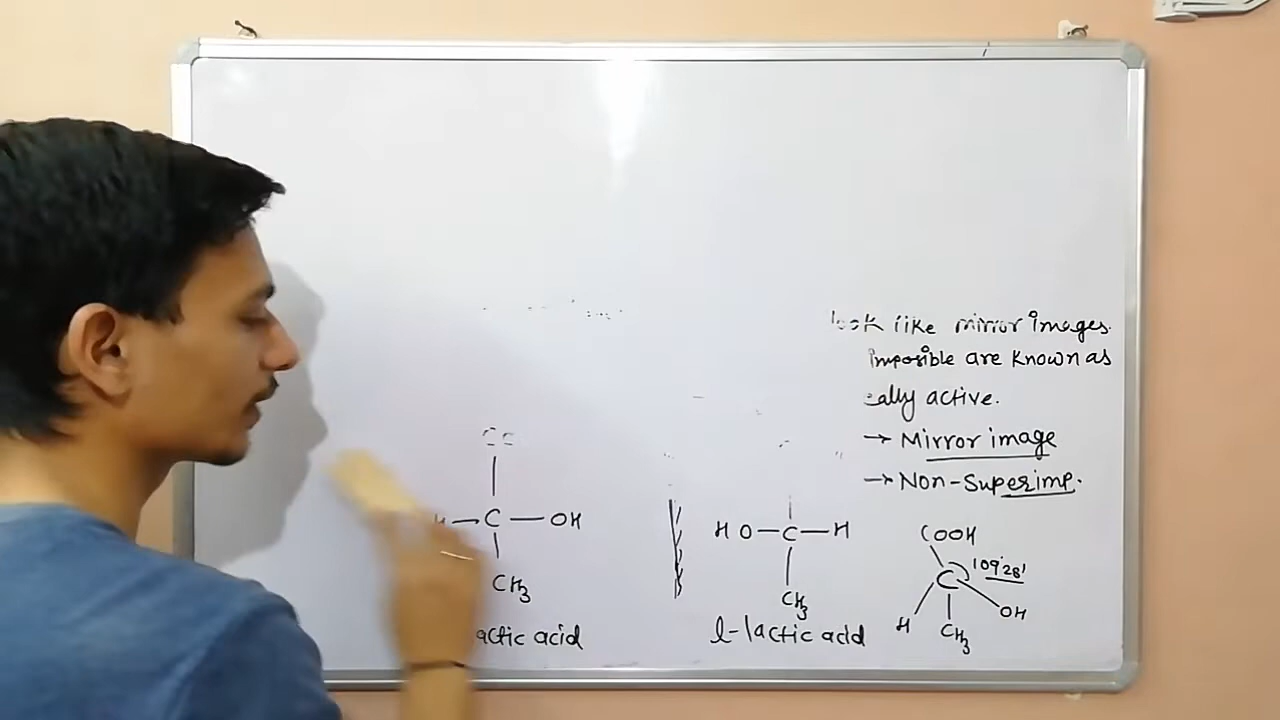 look like mirror images.
imposible are known as
ally active.
→ Mirror image
→ Non-Superimp.
C — OH
CH3
actic acid
HO — C — H
CH3
l-lactic acid
COOH
C 109°28'
H OH
CH3